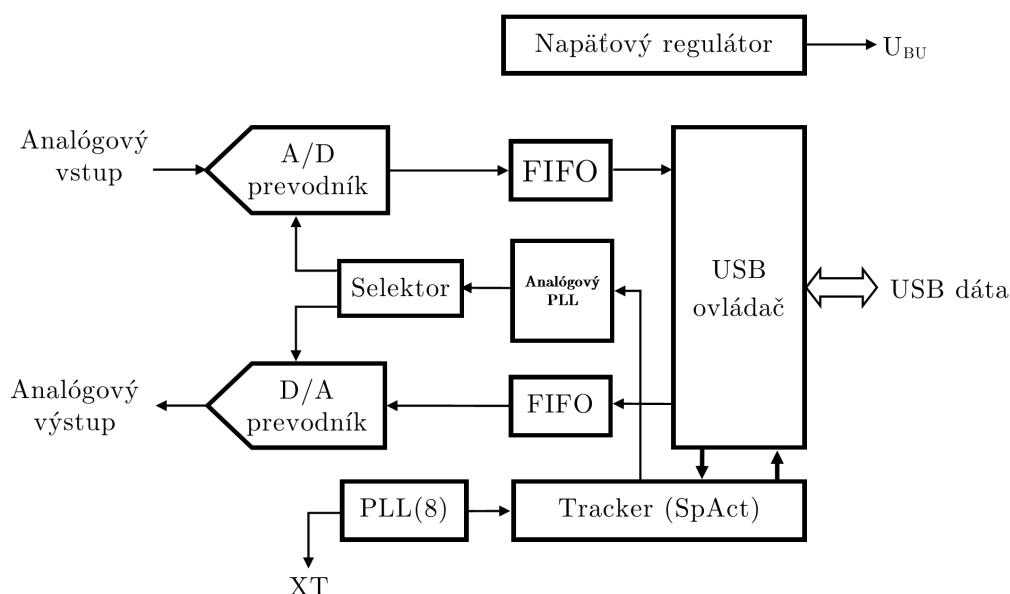 Napäťový regulátor
U_BU
Analógový
vstup
A/D
prevodník
FIFO
USB
ovládač
USB dáta
Selektor
Analógový
PLL
Analógový
výstup
D/A
prevodník
FIFO
PLL(8)
Tracker (SpAct)
XT